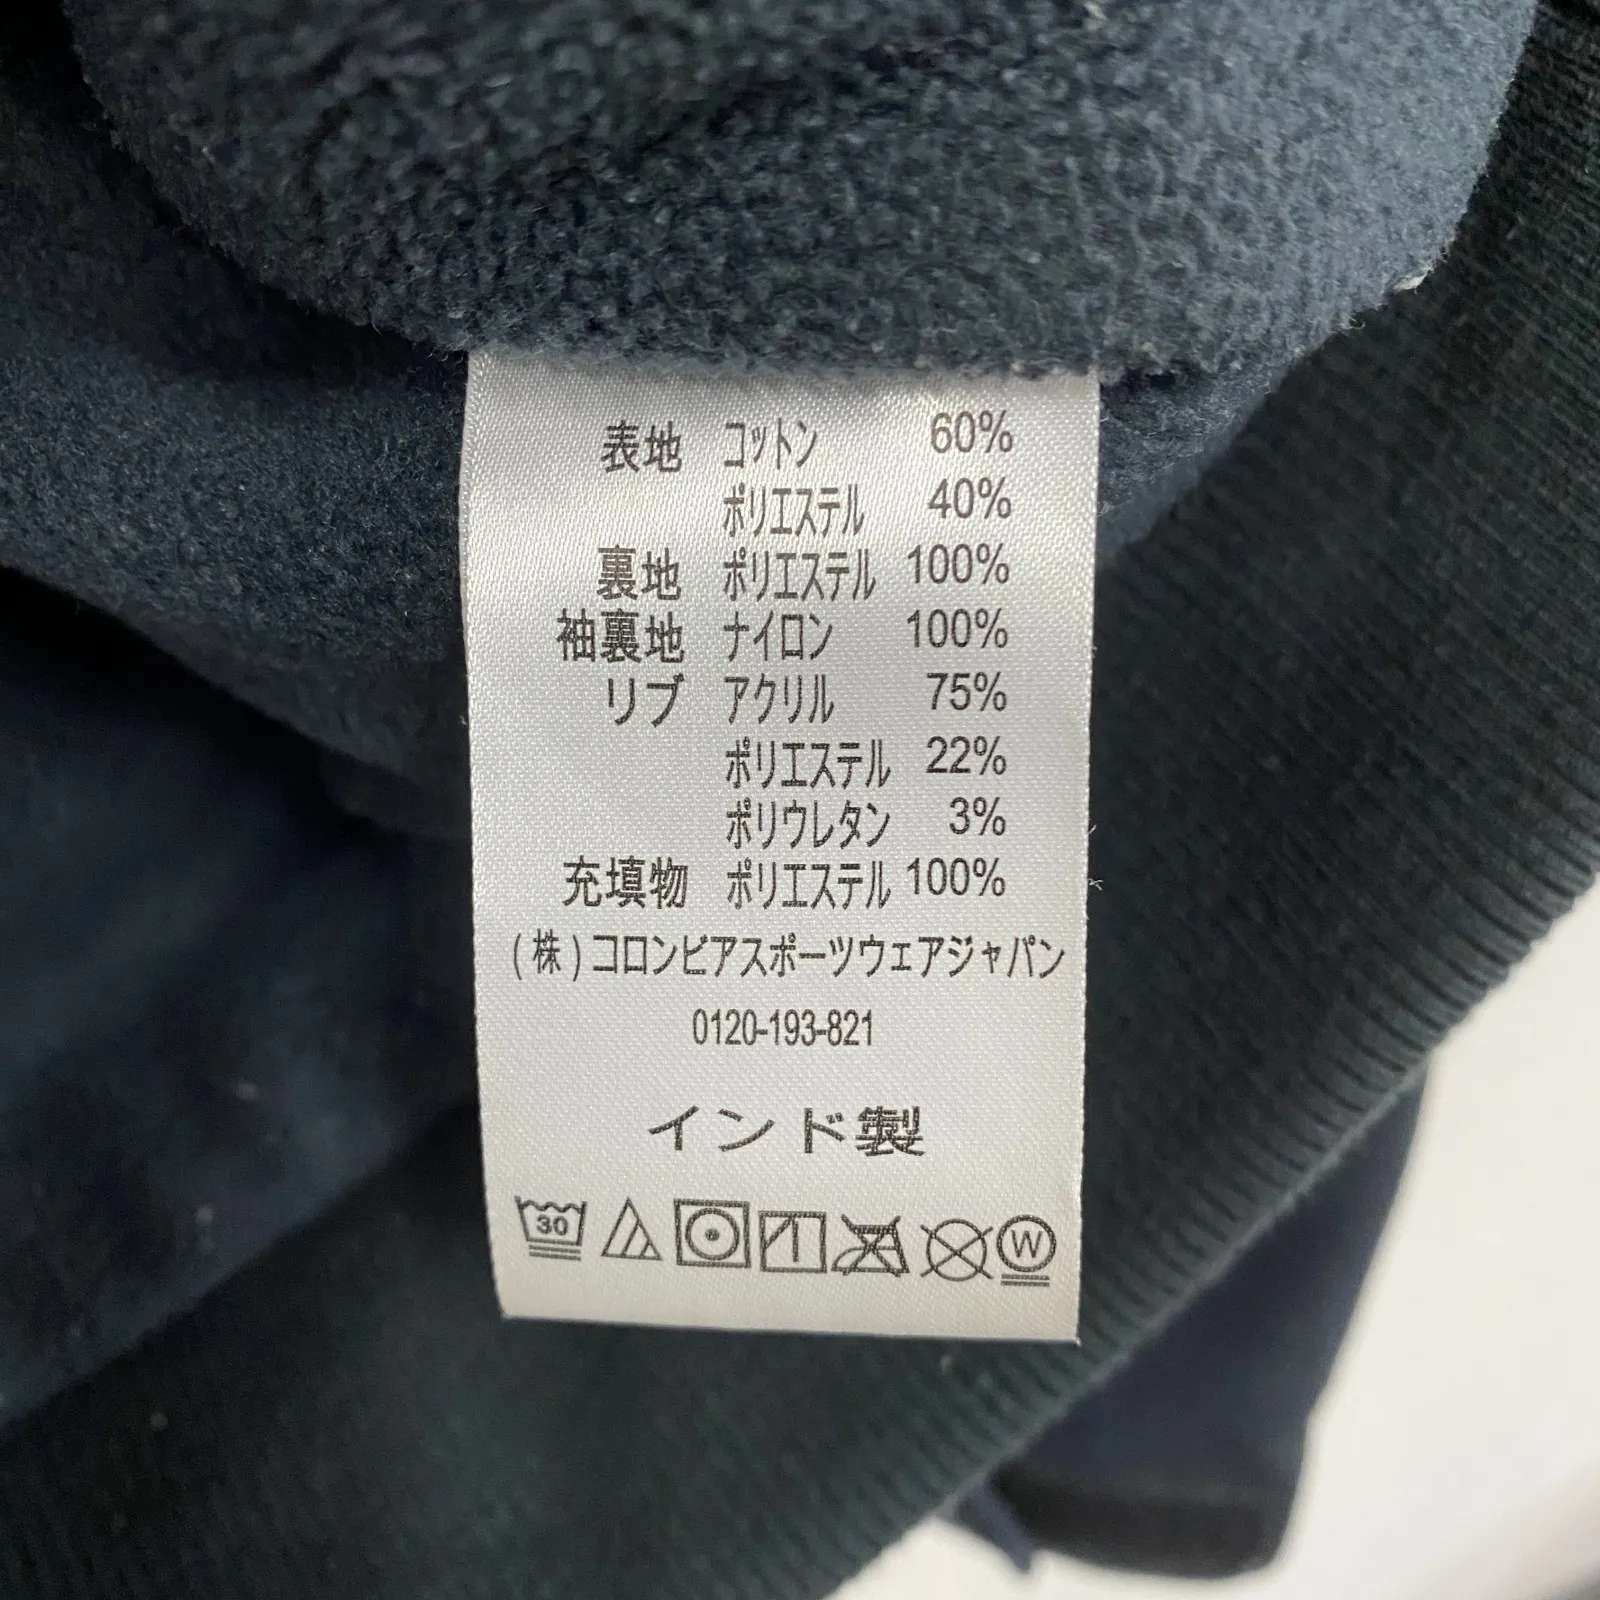 表地 コットン 60%
ポリエステル 40%
裏地 ポリエステル 100%
袖裏地 ナイロン 100%
リブ アクリル 75%
ポリエステル 22%
ポリウレタン 3%
充填物 ポリエステル 100%
(株)コロンビアスポーツウェアジャパン
0120-193-821
インド製
30 W